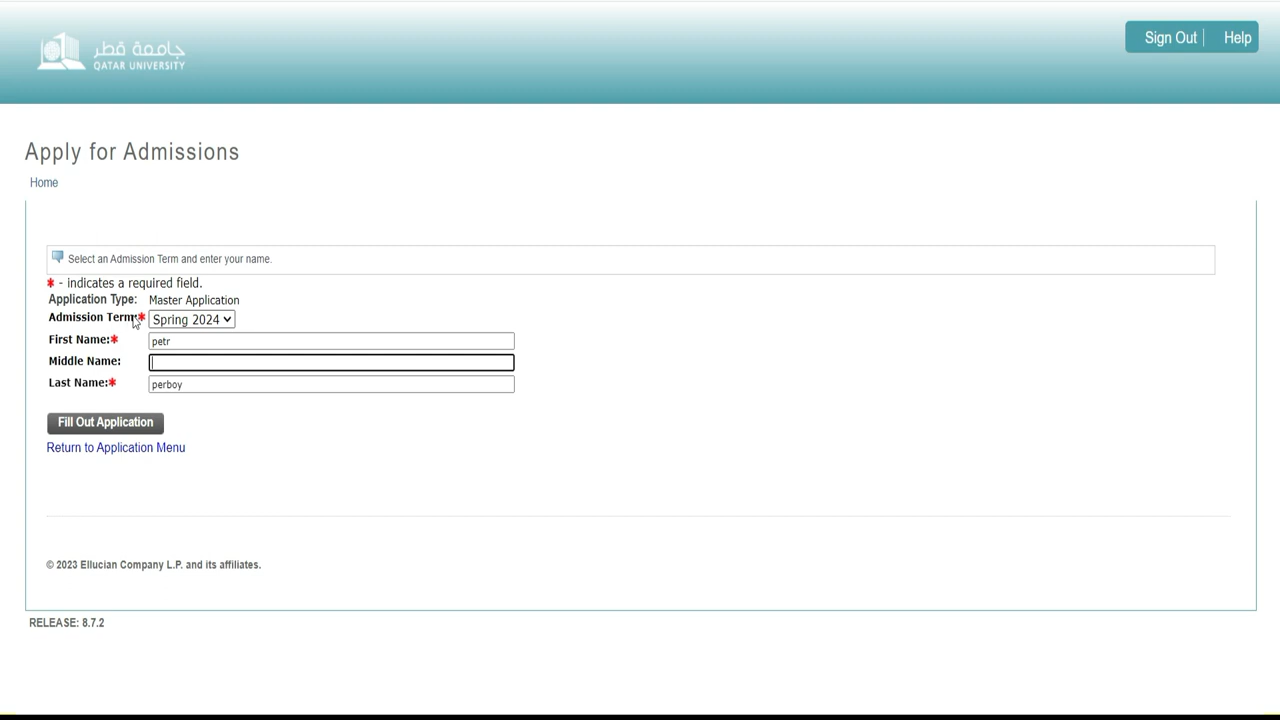 Sign Out | Help
جامعة قطر
QATAR UNIVERSITY
Apply for Admissions
Home
Select an Admission Term and enter your name.
* - indicates a required field.
Application Type: Master Application
Admission Term:* Spring 2024
First Name:* petr
Middle Name:
Last Name:* perboy
Fill Out Application
Return to Application Menu
© 2023 Ellucian Company L.P. and its affiliates.
RELEASE: 8.7.2